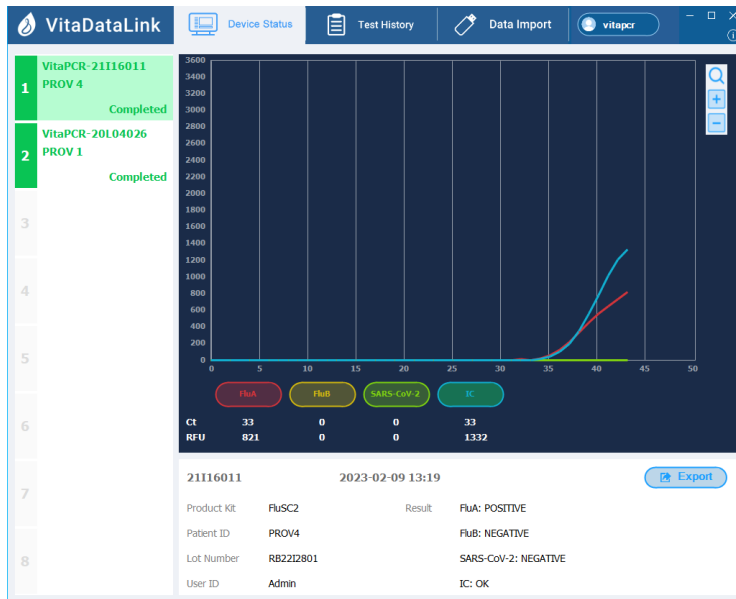 VitaDataLink
Device Status
Test History
Data Import
vitapcr
1
VitaPCR-21I16011
PROV 4
Completed
2
VitaPCR-20L04026
PROV 1
Completed
3
4
5
6
7
8
3600
3400
3200
3000
2800
2600
2400
2200
2000
1800
1600
1400
1200
1000
800
600
400
200
0
0 5 10 15 20 25 30 35 40 45 50
FluA FluB SARS-CoV-2 IC
Ct 33 0 0 33
RFU 821 0 0 1332
21I16011 2023-02-09 13:19
Export
Product Kit FluSC2 Result FluA: POSITIVE
Patient ID PROV4 FluB: NEGATIVE
Lot Number RB22I2801 SARS-CoV-2: NEGATIVE
User ID Admin IC: OK